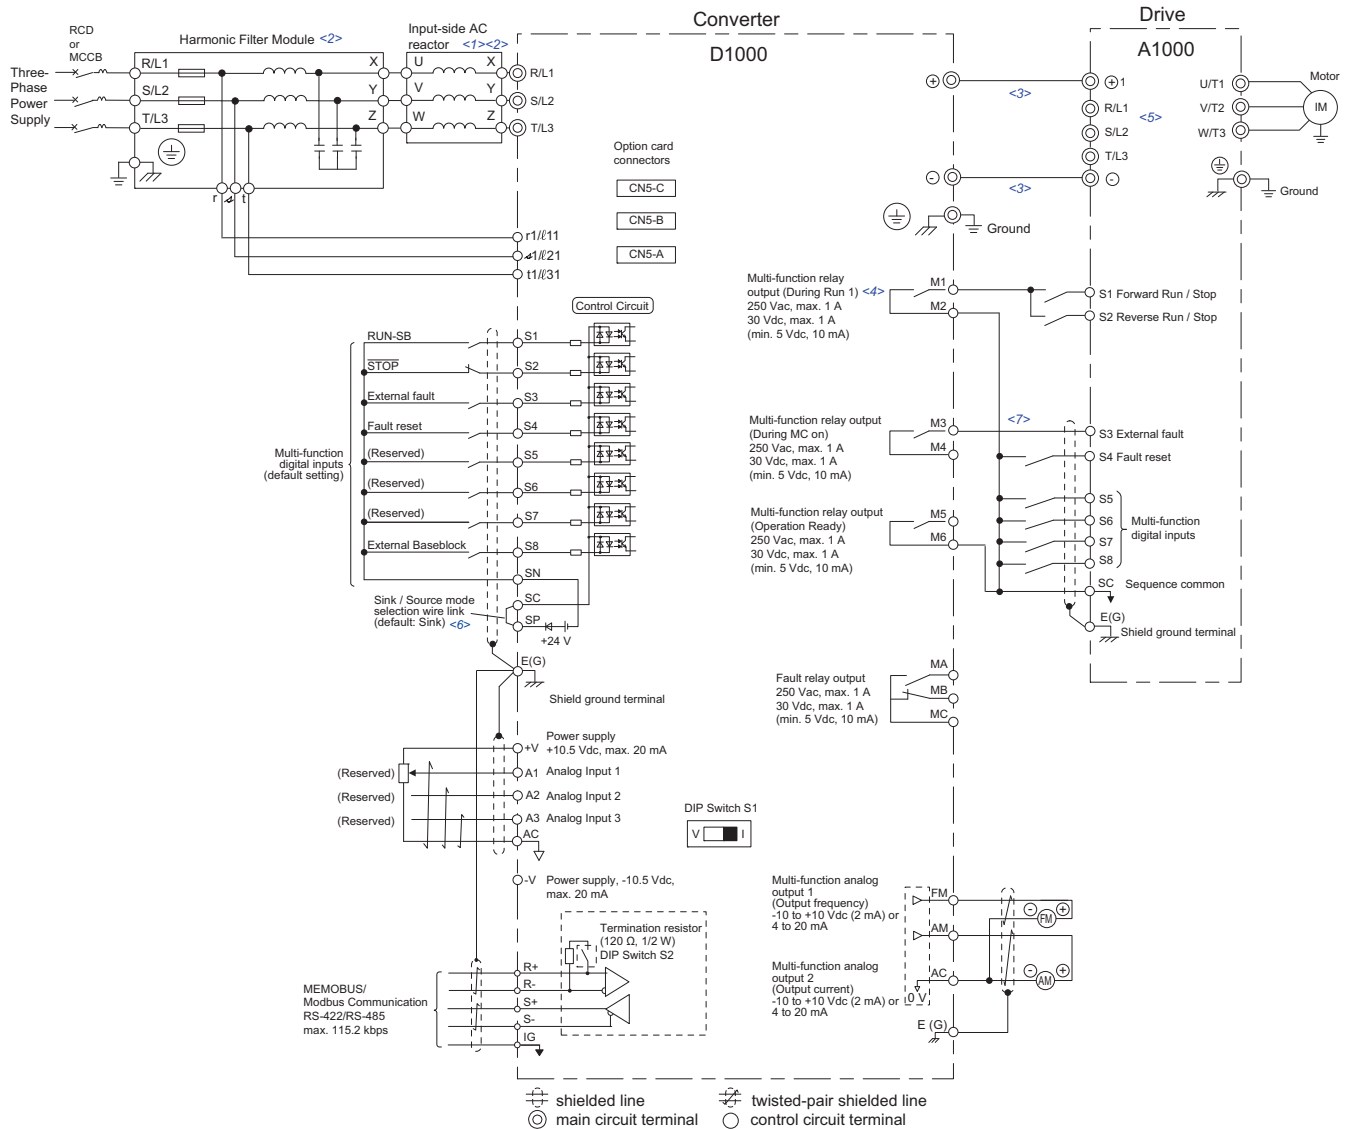 Converter
Drive
D1000
A1000
RCD
or
MCCB
Harmonic Filter Module <2>
Input-side AC
reactor <1><2>
Three-
Phase
Power
Supply
R/L1
S/L2
T/L3
X
Y
Z
U
V
W
X
Y
Z
R/L1
S/L2
T/L3
r
t
r1/ℓ11
1/ℓ21
t1/ℓ31
Option card
connectors
CN5-C
CN5-B
CN5-A
+
<3>
+1
R/L1
S/L2
T/L3
<5>
-
<3>
-
U/T1
V/T2
W/T3
Motor
IM
Ground
Ground
Control Circuit
Multi-function
digital inputs
(default setting)
RUN-SB
STOP
External fault
Fault reset
(Reserved)
(Reserved)
(Reserved)
External Baseblock
S1
S2
S3
S4
S5
S6
S7
S8
SN
SC
SP
+24 V
Sink / Source mode
selection wire link
(default: Sink) <6>
E(G)
Shield ground terminal
Multi-function relay
output (During Run 1) <4>
250 Vac, max. 1 A
30 Vdc, max. 1 A
(min. 5 Vdc, 10 mA)
M1
M2
S1 Forward Run / Stop
S2 Reverse Run / Stop
Multi-function relay output
(During MC on)
250 Vac, max. 1 A
30 Vdc, max. 1 A
(min. 5 Vdc, 10 mA)
M3
M4
<7>
S3 External fault
S4 Fault reset
Multi-function relay output
(Operation Ready)
250 Vac, max. 1 A
30 Vdc, max. 1 A
(min. 5 Vdc, 10 mA)
M5
M6
S5
S6
S7
S8
Multi-function
digital inputs
SC Sequence common
E(G)
Shield ground terminal
Fault relay output
250 Vac, max. 1 A
30 Vdc, max. 1 A
(min. 5 Vdc, 10 mA)
MA
MB
MC
(Reserved)
(Reserved)
(Reserved)
+V
Power supply
+10.5 Vdc, max. 20 mA
A1 Analog Input 1
A2 Analog Input 2
A3 Analog Input 3
AC
-V Power supply, -10.5 Vdc,
max. 20 mA
DIP Switch S1
V I
Termination resistor
(120 Ω, 1/2 W)
DIP Switch S2
MEMOBUS/
Modbus Communication
RS-422/RS-485
max. 115.2 kbps
R+
R-
S+
S-
IG
Multi-function analog
output 1
(Output frequency)
-10 to +10 Vdc (2 mA) or
4 to 20 mA
Multi-function analog
output 2
(Output current)
-10 to +10 Vdc (2 mA) or
4 to 20 mA
FM
AM
AC
0 V
E (G)
- +
FM
- +
AM
shielded line
twisted-pair shielded line
main circuit terminal
control circuit terminal